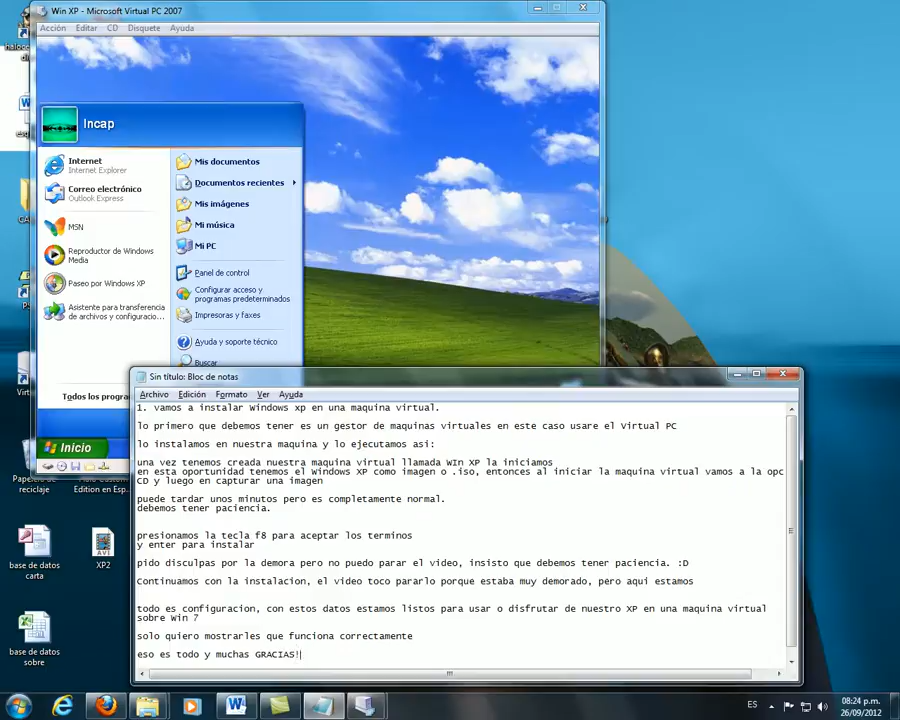 Win XP - Microsoft Virtual PC 2007
Acción Editar CD Disquete Ayuda
Incap
Internet
Internet Explorer
Correo electrónico
Outlook Express
MSN
Reproductor de Windows
Media
Paseo por Windows XP
Asistente para transferencia
de archivos y configuracio...
Todos los progra
Mis documentos
Documentos recientes
Mis imágenes
Mi música
Mi PC
Panel de control
Configurar acceso y
programas predeterminados
Impresoras y faxes
Ayuda y soporte técnico
Buscar
Inicio
Sin título: Bloc de notas
Archivo Edición Formato Ver Ayuda
1. vamos a instalar Windows xp en una maquina virtual.
lo primero que debemos tener es un gestor de maquinas virtuales en este caso usare el Virtual PC
lo instalamos en nuestra maquina y lo ejecutamos asi:
una vez tenemos creada nuestra maquina virtual llamada WIn XP la iniciamos
en esta oportunidad tenemos el Windows XP como imagen o .iso, entonces al iniciar la maquina virtual vamos a la opc
CD y luego en capturar una imagen
puede tardar unos minutos pero es completamente normal.
debemos tener paciencia.
presionamos la tecla f8 para aceptar los terminos
y enter para instalar
pido disculpas por la demora pero no puedo parar el video, insisto que debemos tener paciencia. :D
Continuamos con la instalacion, el video toco pararlo porque estaba muy demorado, pero aqui estamos
todo es configuracion, con estos datos estamos listos para usar o disfrutar de nuestro XP en una maquina virtual
sobre Win 7
solo quiero mostrarles que funciona correctamente
eso es todo y muchas GRACIAS!
reciclaje
Edition en Esp...
base de datos
carta
XP2
base de datos
sobre
ES
08:24 p.m.
26/09/2012